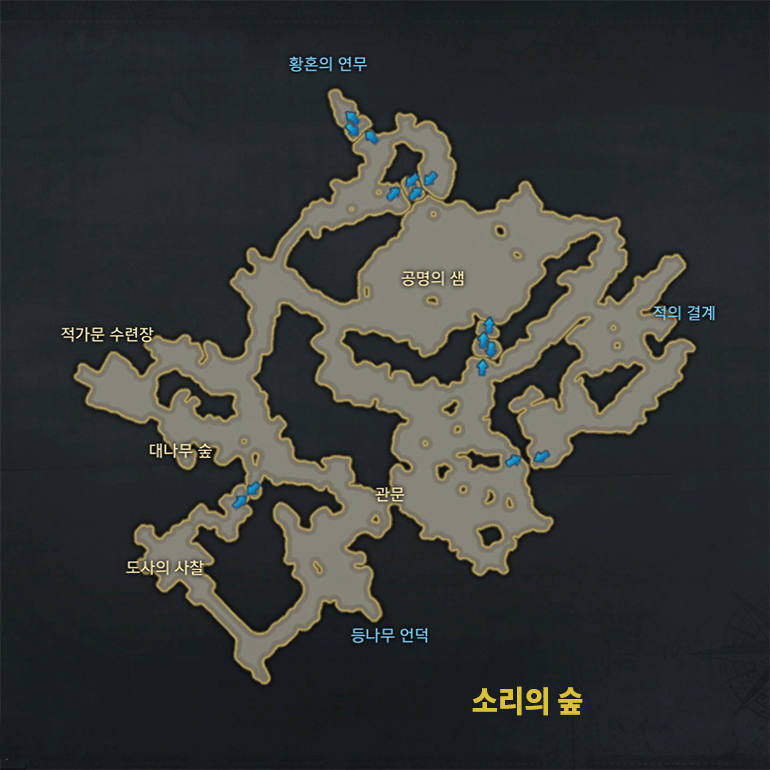 황혼의 연무
공명의 샘
적의 결계
적가문 수련장
대나무 숲
관문
도사의 사찰
등나무 언덕
소리의 숲